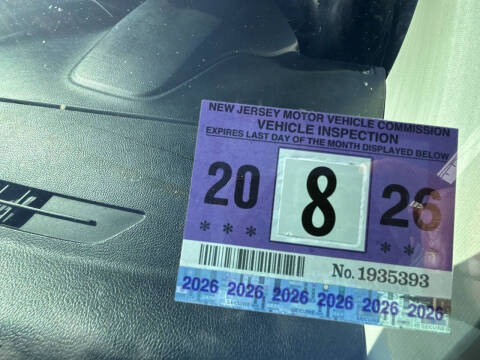 NEW JERSEY MOTOR VEHICLE COMMISSION
VEHICLE INSPECTION
EXPIRES LAST DAY OF THE MONTH DISPLAYED BELOW
20 8 26
*** **
No. 1935393
2026 2026 2026 2026 2026 2026